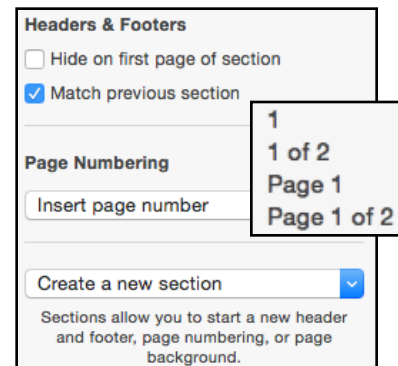 Headers & Footers
Hide on first page of section
Match previous section
Page Numbering
Insert page number
1
1 of 2
Page 1
Page 1 of 2
Create a new section
Sections allow you to start a new header
and footer, page numbering, or page
background.